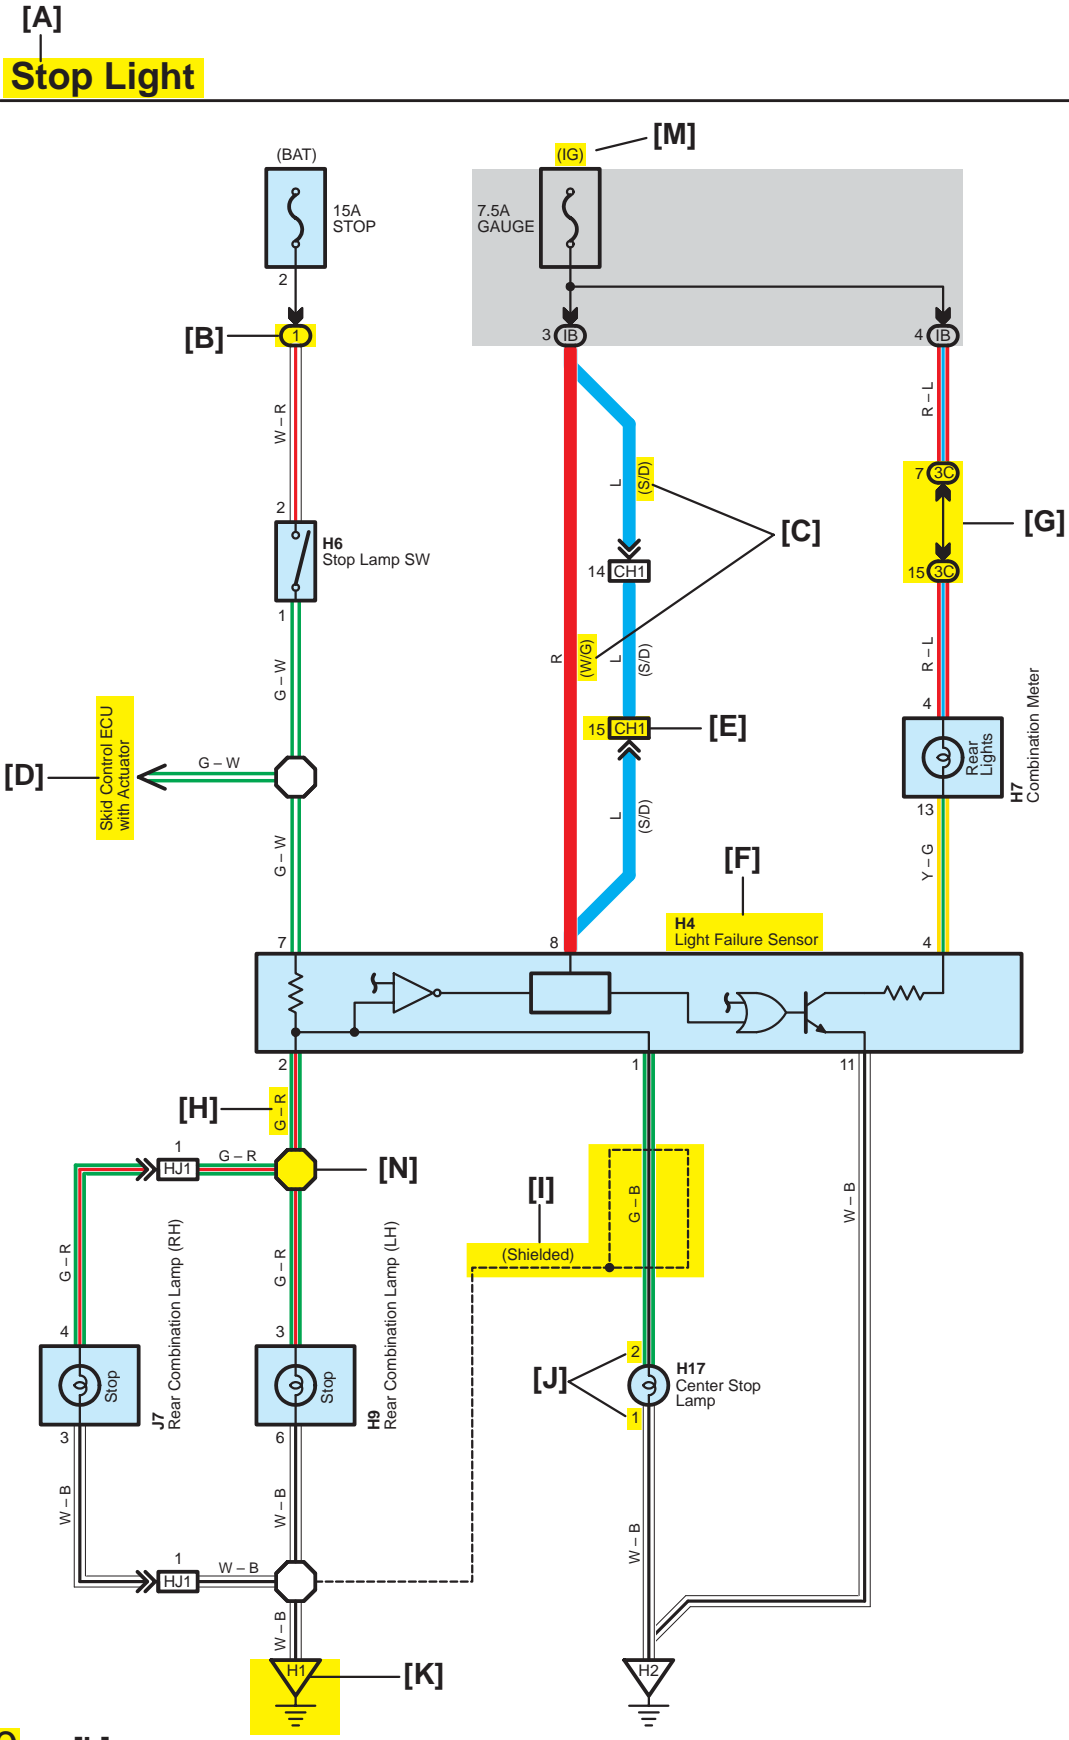 [A]
Stop Light
(BAT)
(IG)
[M]
15A
STOP
7.5A
GAUGE
2
[B]
1
3 IB
4 IB
W – R
R – L
2
H6
Stop Lamp SW
1
L
(S/D)
[C]
7 3C
[G]
15 3C
14 CH1
G – W
R
(W/G)
L
(S/D)
R – L
15 CH1
[E]
4
Rear
Lights
H7
Combination Meter
13
[D]
Skid Control ECU
with Actuator
G – W
G – W
L
(S/D)
Y – G
[F]
H4
Light Failure Sensor
7
8
4
2
1
11
[H]
G – R
1
HJ1
G – R
[N]
[I]
(Shielded)
G – B
W – B
G – R
G – R
4
Stop
J7
Rear Combination Lamp (RH)
3
3
Stop
H9
Rear Combination Lamp (LH)
6
[J]
2
1
H17
Center Stop
Lamp
W – B
W – B
W – B
1
HJ1
W – B
W – B
H1
[K]
H2